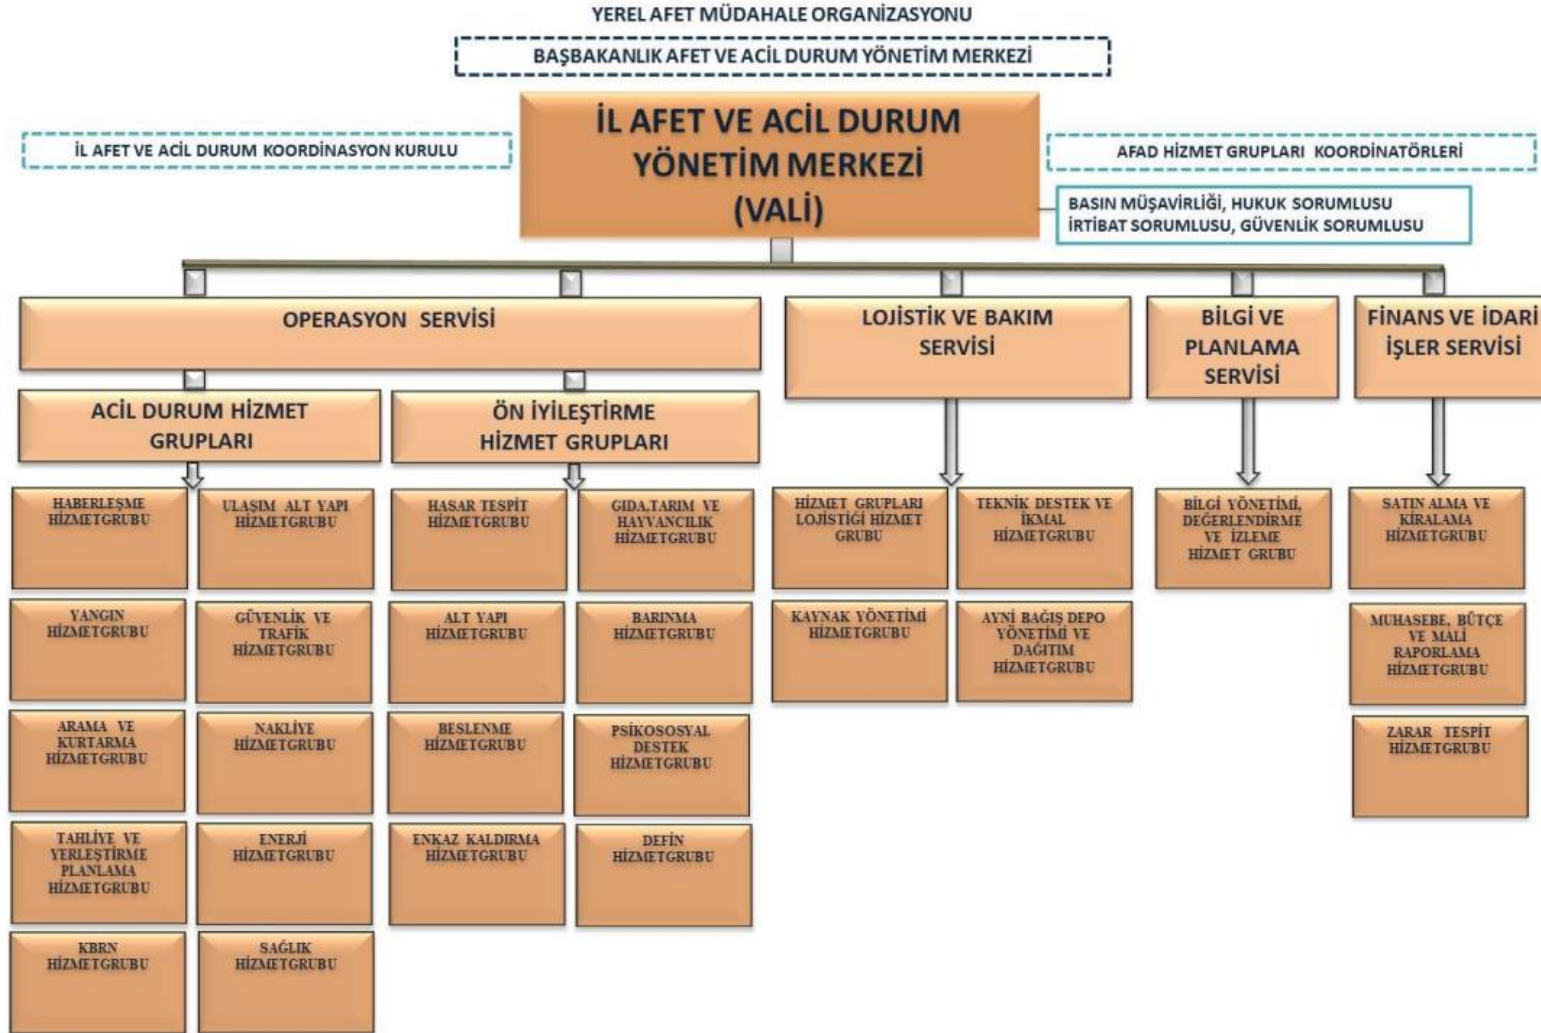 YEREL AFET MÜDAHALE ORGANİZASYONU
BAŞBAKANLIK AFET VE ACİL DURUM YÖNETİM MERKEZİ
İL AFET VE ACİL DURUM
YÖNETİM MERKEZİ
(VALİ)
İL AFET VE ACİL DURUM KOORDİNASYON KURULU
AFAD HİZMET GRUPLARI KOORDİNATÖRLERİ
BASIN MÜŞAVİRLİĞİ, HUKUK SORUMLUSU
İRTİBAT SORUMLUSU, GÜVENLİK SORUMLUSU
OPERASYON SERVİSİ
LOJİSTİK VE BAKIM
SERVİSİ
BİLGİ VE
PLANLAMA
SERVİSİ
FİNANS VE İDARİ
İŞLER SERVİSİ
ACİL DURUM HİZMET
GRUPLARI
ÖN İYİLEŞTİRME
HİZMET GRUPLARI
HABERLEŞME
HİZMETGRUBU
ULAŞIM ALT YAPI
HİZMETGRUBU
HASAR TESPİT
HİZMETGRUBU
GIDA,TARIM VE
HAYVANCILIK
HİZMETGRUBU
HİZMET GRUPLARI
LOJİSTİĞİ HİZMET
GRUBU
TEKNİK DESTEK VE
İKMAL
HİZMETGRUBU
BİLGİ YÖNETİMİ,
DEĞERLENDİRME
VE İZLEME
HİZMET GRUBU
SATIN ALMA VE
KİRALAMA
HİZMETGRUBU
YANGIN
HİZMETGRUBU
GÜVENLİK VE
TRAFİK
HİZMETGRUBU
ALT YAPI
HİZMETGRUBU
BARINMA
HİZMETGRUBU
KAYNAK YÖNETİMİ
HİZMETGRUBU
AYNİ BAĞIŞ DEPO
YÖNETİMİ VE
DAĞITIM
HİZMETGRUBU
MUHASEBE, BÜTÇE
VE MALİ
RAPORLAMA
HİZMETGRUBU
ARAMA VE
KURTARMA
HİZMETGRUBU
NAKLİYE
HİZMETGRUBU
BESLENME
HİZMETGRUBU
PSİKOSOSYAL
DESTEK
HİZMETGRUBU
ZARAR TESPİT
HİZMETGRUBU
TAHLİYE VE
YERLEŞTİRME
PLANLAMA
HİZMETGRUBU
ENERJİ
HİZMETGRUBU
ENKAZ KALDIRMA
HİZMETGRUBU
DEFİN
HİZMETGRUBU
KBRN
HİZMETGRUBU
SAĞLIK
HİZMETGRUBU